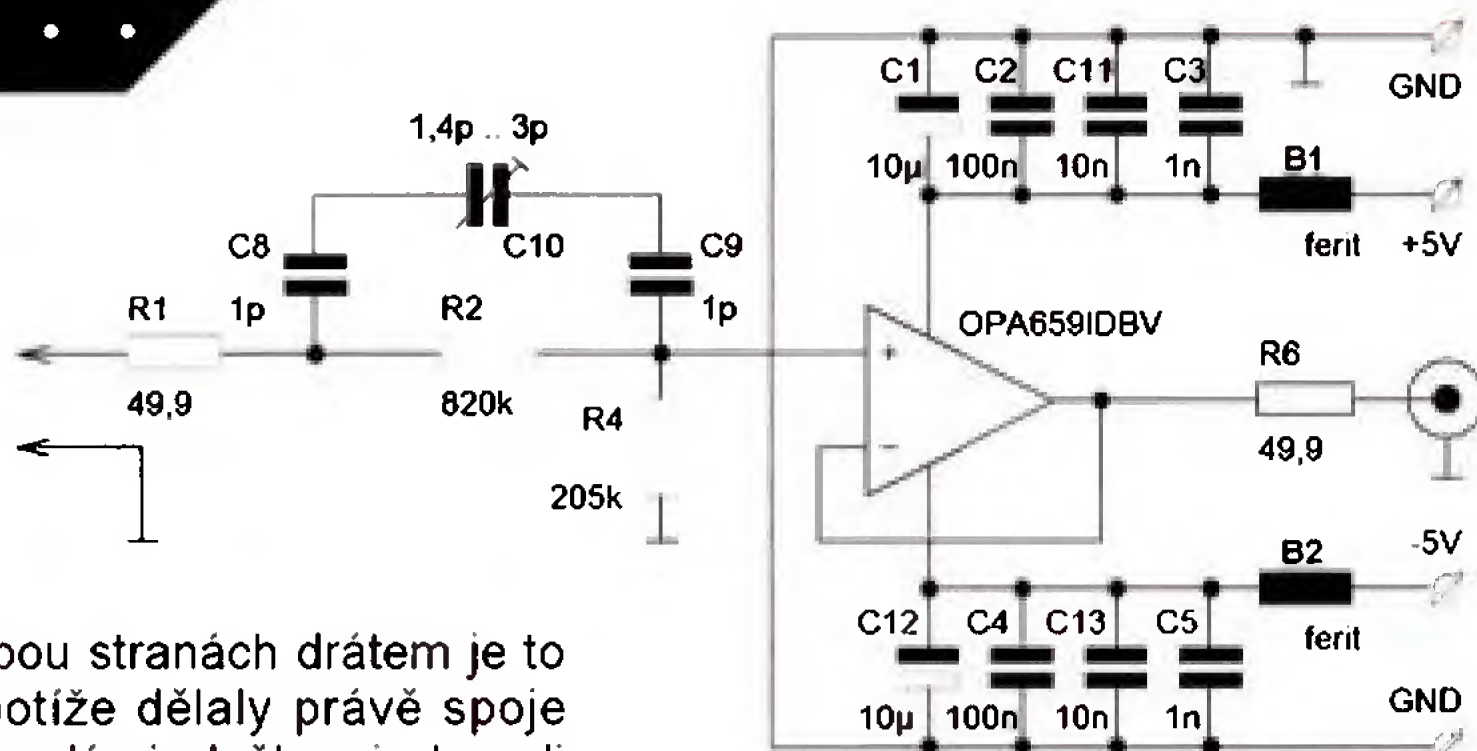 C1 C2 C11 C3 GND
1,4p .. 3p
10µ 100n 10n 1n B1
C8 C10 C9 ferit +5V
R1 1p R2 1p OPA659IDBV
R6
49,9 820k R4
49,9
205k
-5V
B2
C12 C4 C13 C5 ferit
bou stranách drátem je to
potíže dělaly právě spoje
10µ 100n 10n 1n GND
+
−